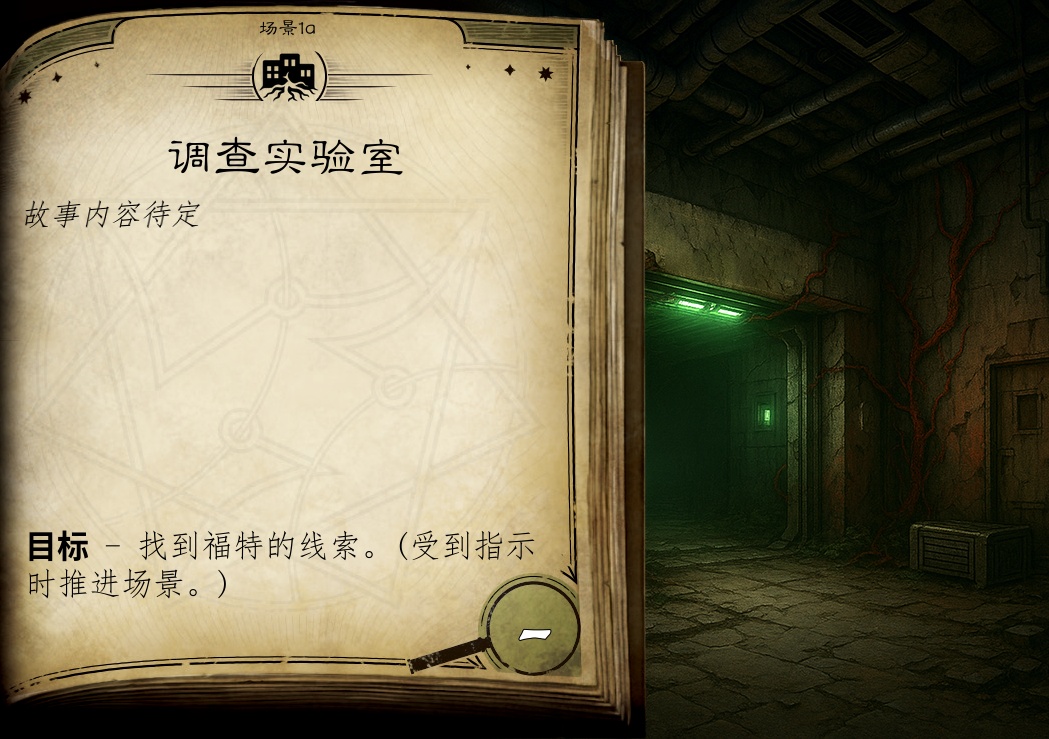 场景1a
调查实验室
故事内容待定
目标 – 找到福特的线索。(受到指示
时推进场景。)
–